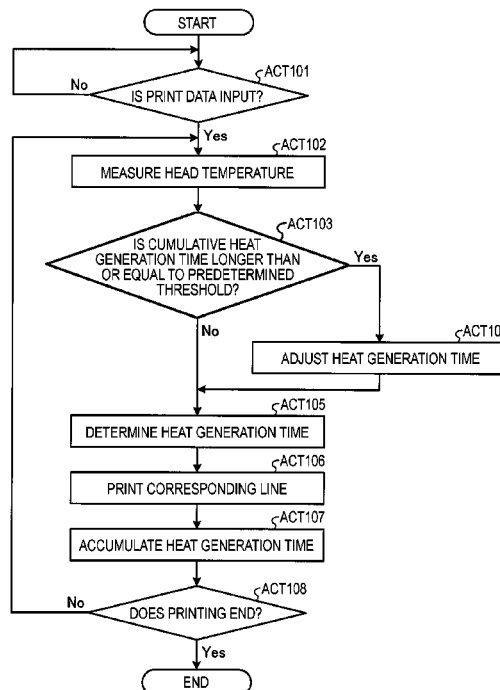 START
ACT101
No
IS PRINT DATA INPUT?
Yes
ACT102
MEASURE HEAD TEMPERATURE
ACT103
IS CUMULATIVE HEAT
GENERATION TIME LONGER THAN
OR EQUAL TO PREDETERMINED
THRESHOLD?
Yes
No
ACT10
ADJUST HEAT GENERATION TIME
ACT105
DETERMINE HEAT GENERATION TIME
ACT106
PRINT CORRESPONDING LINE
ACT107
ACCUMULATE HEAT GENERATION TIME
ACT108
No
DOES PRINTING END?
Yes
END